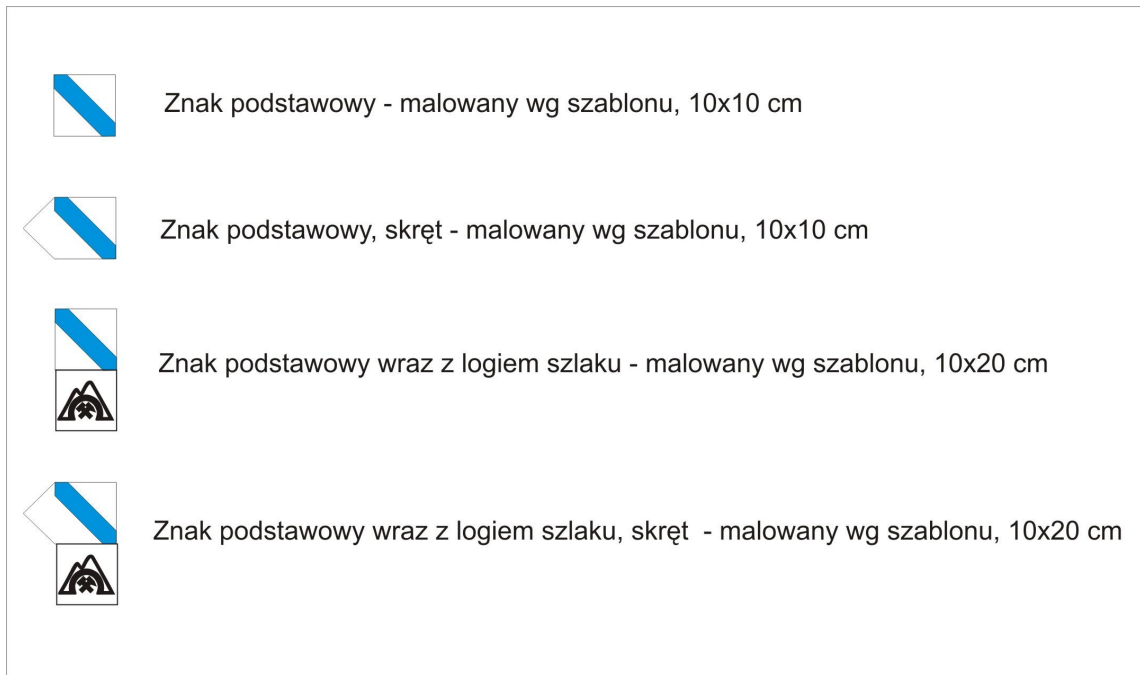 Znak podstawowy - malowany wg szablonu, 10x10 cm
Znak podstawowy, skręt - malowany wg szablonu, 10x10 cm
Znak podstawowy wraz z logiem szlaku - malowany wg szablonu, 10x20 cm
Znak podstawowy wraz z logiem szlaku, skręt  - malowany wg szablonu, 10x20 cm